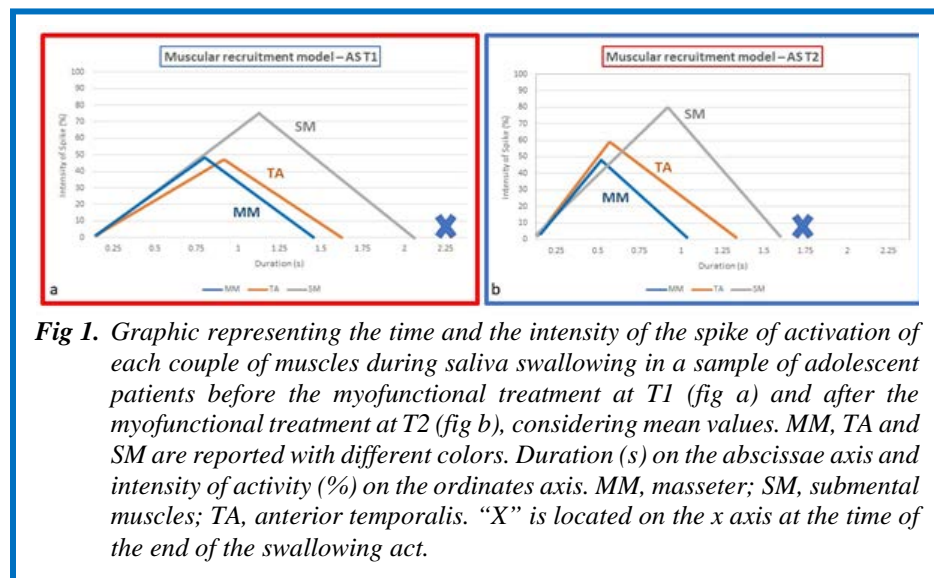 Muscular recruitment model – AS T1
100
90
80
70
60
50
40
30
20
10
0
Intensity of Spike (%)
SM
TA
MM
0.25 0.5 0.75 1 1.25 1.5 1.75 2 2.25
Duration (s)
a
MM TA SM
Muscular recruitment model – AS T2
100
90
80
70
60
50
40
30
20
10
0
Intensity of Spike (%)
SM
TA
MM
0.25 0.5 0.75 1 1.25 1.5 1.75 2 2.25
Duration (s)
b
MM TA SM
Fig 1. Graphic representing the time and the intensity of the spike of activation of
each couple of muscles during saliva swallowing in a sample of adolescent
patients before the myofunctional treatment at T1 (fig a) and after the
myofunctional treatment at T2 (fig b), considering mean values. MM, TA and
SM are reported with different colors. Duration (s) on the abscissae axis and
intensity of activity (%) on the ordinates axis. MM, masseter; SM, submental
muscles; TA, anterior temporalis. “X” is located on the x axis at the time of
the end of the swallowing act.